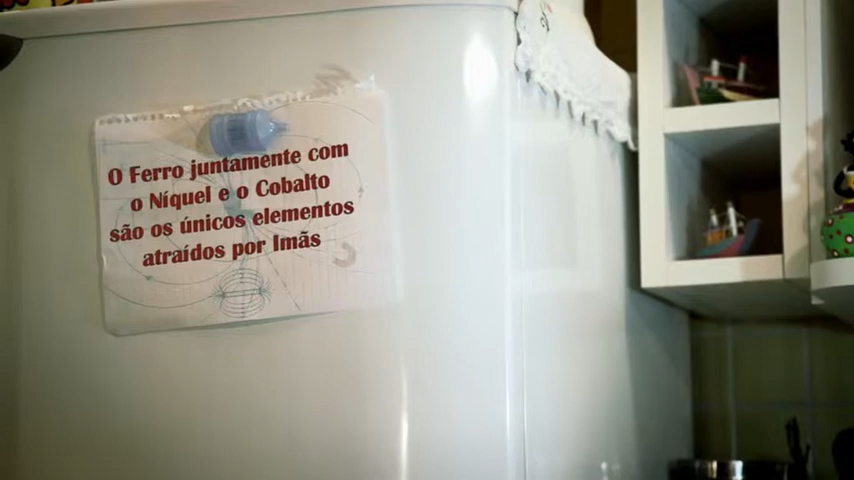 O Ferro juntamente com
o Níquel e o Cobalto
são os únicos elementos
atraídos por Imãs